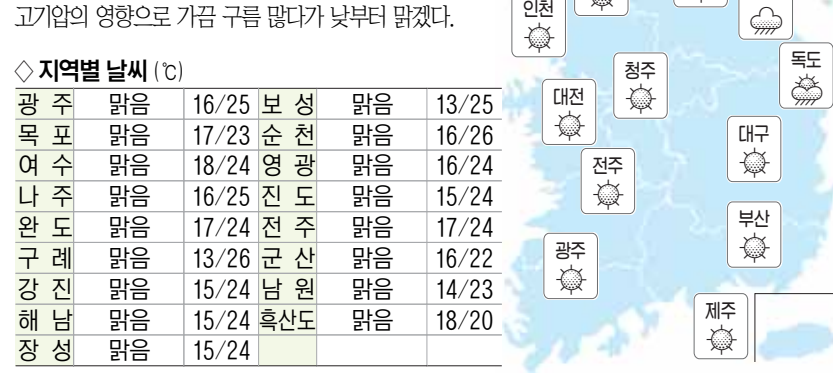 고기압의 영향으로 가끔 구름 많다가 낮부터 맑겠다.
◇ 지역별 날씨 (℃)
광 주 맑음 16/25 보 성 맑음 13/25
목 포 맑음 17/23 순 천 맑음 16/26
여 수 맑음 18/24 영 광 맑음 16/24
나 주 맑음 16/25 진 도 맑음 15/24
완 도 맑음 17/24 전 주 맑음 17/24
구 례 맑음 13/26 군 산 맑음 16/22
강 진 맑음 15/24 남 원 맑음 14/23
해 남 맑음 15/24 흑산도 맑음 18/20
장 성 맑음 15/24
인천
독도
청주
대전
대구
전주
부산
광주
제주